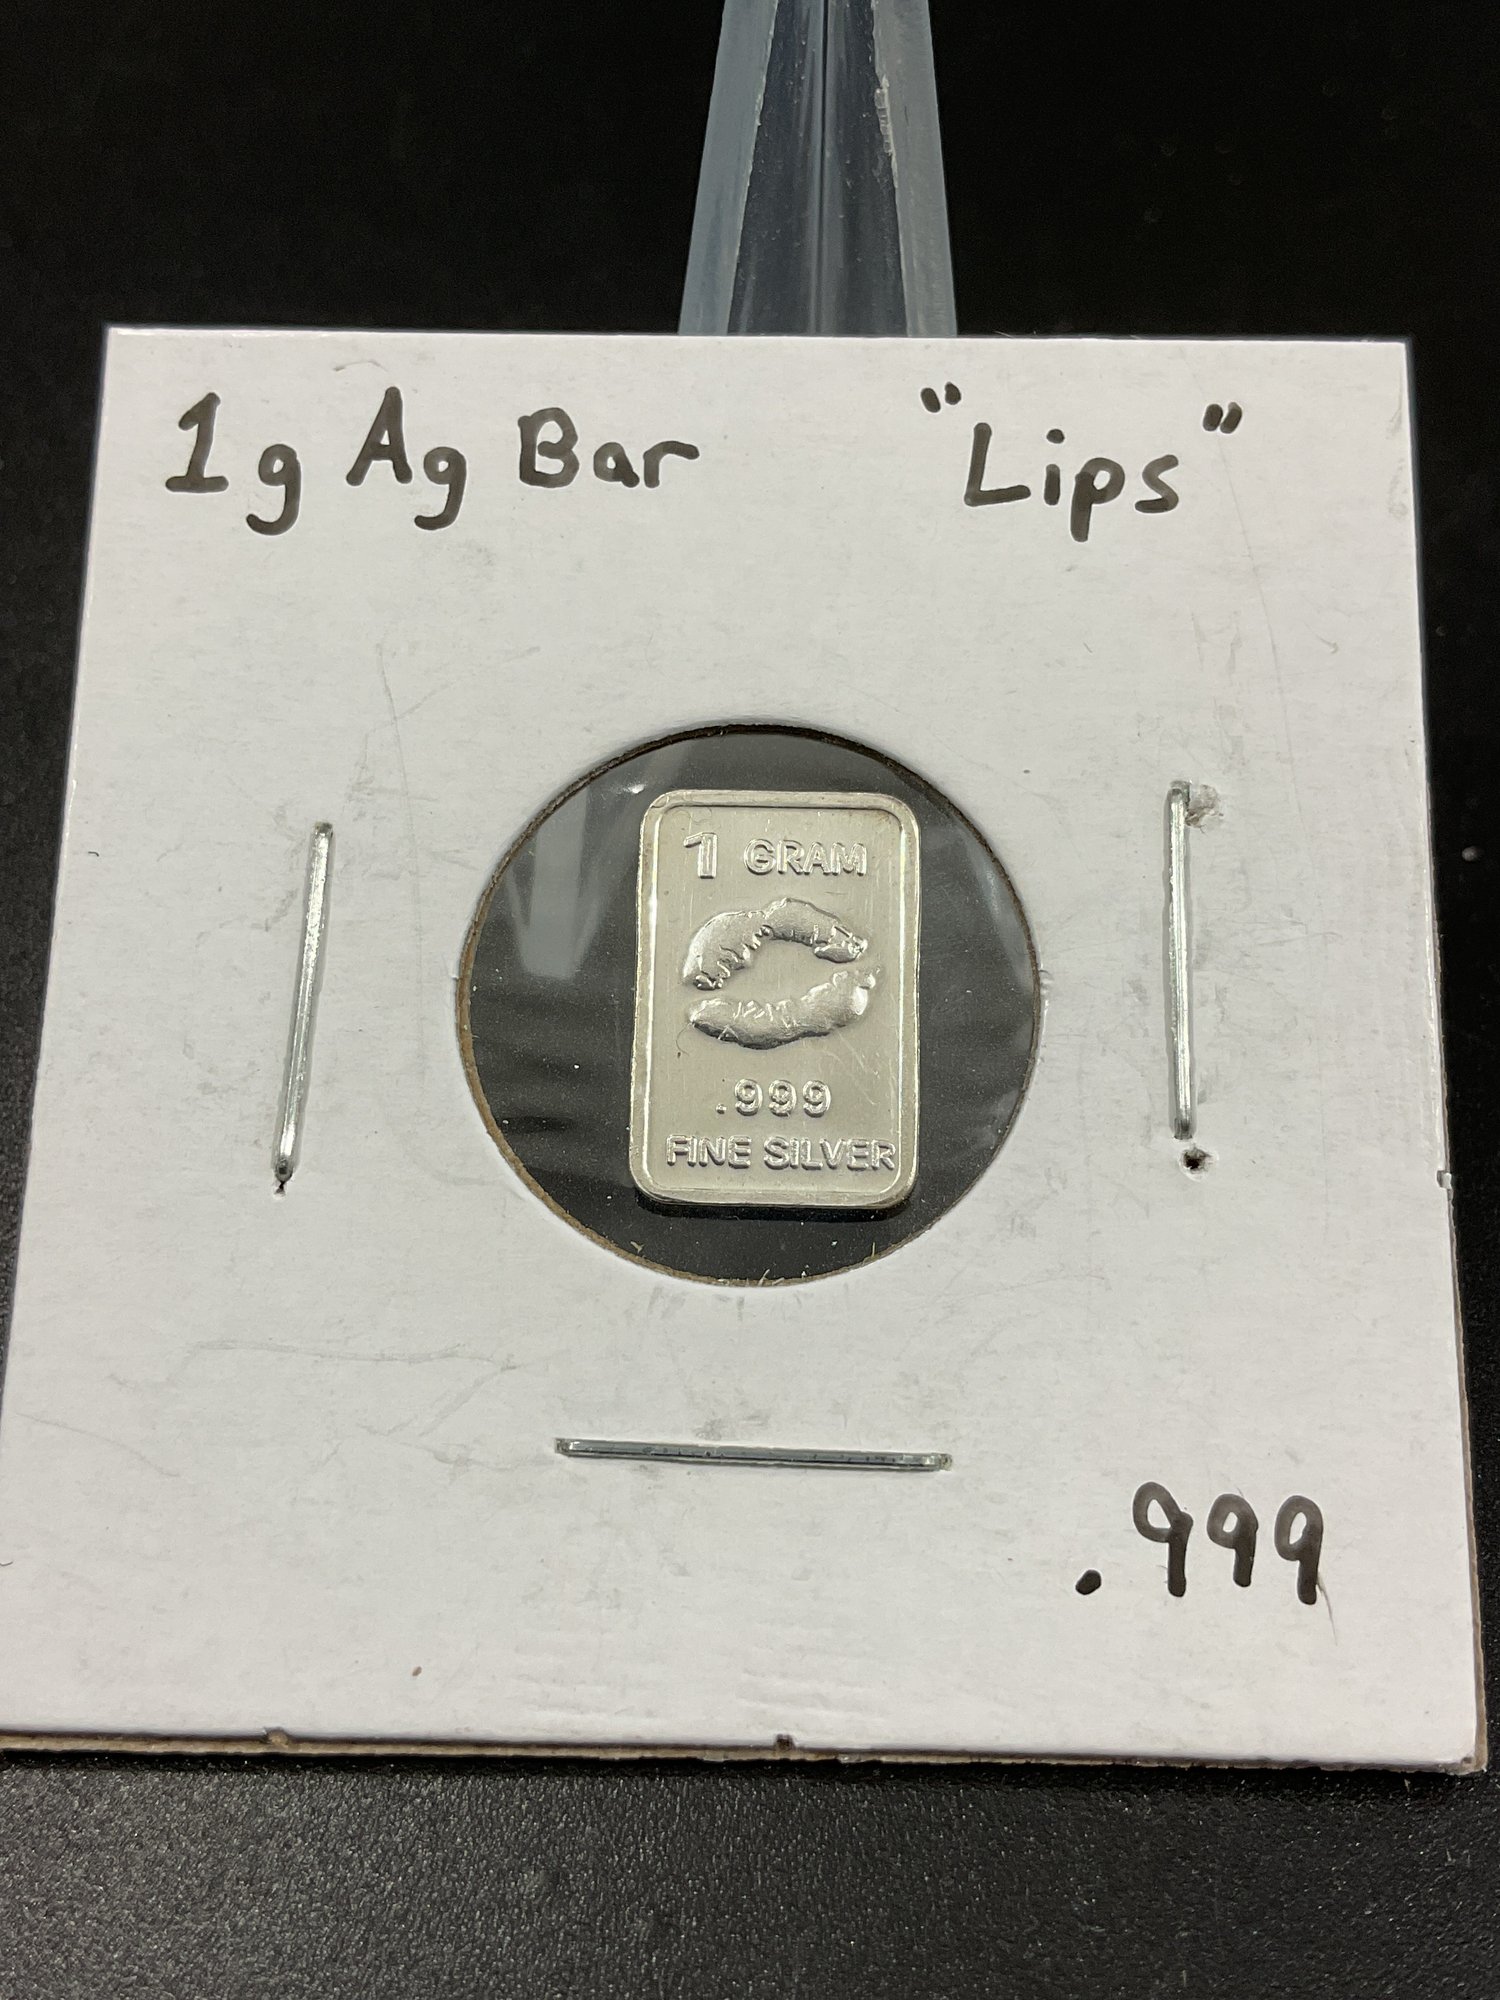 1g Ag Bar "Lips"
1 GRAM
.999
FINE SILVER
.999